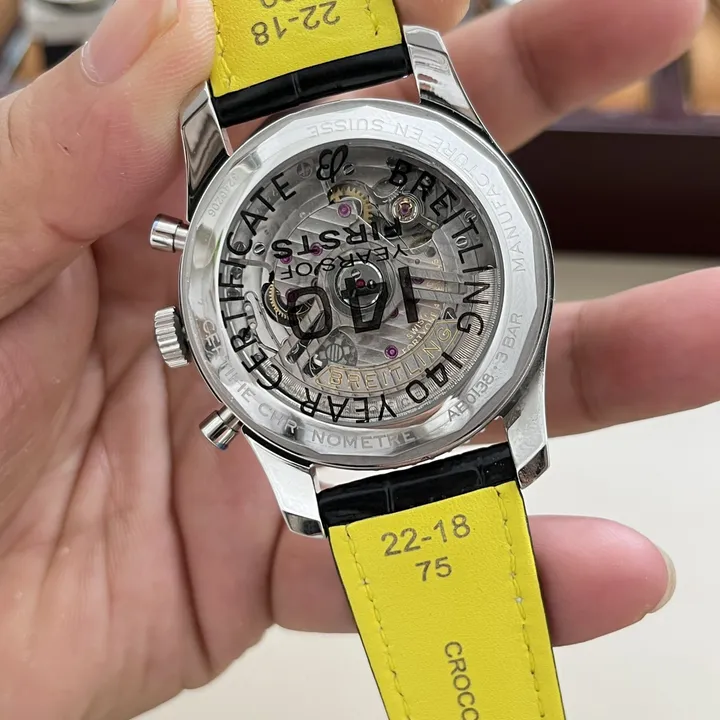 22-18
MANUFACTURE EN SUISSE
CERTIFIE CHRONOMETRE
AB0138 • 3 BAR
BREITLING 140 YEAR CERTIFICATE &
140
YEARS OF
FIRSTS
BREITLING
22-18
75
CROCO